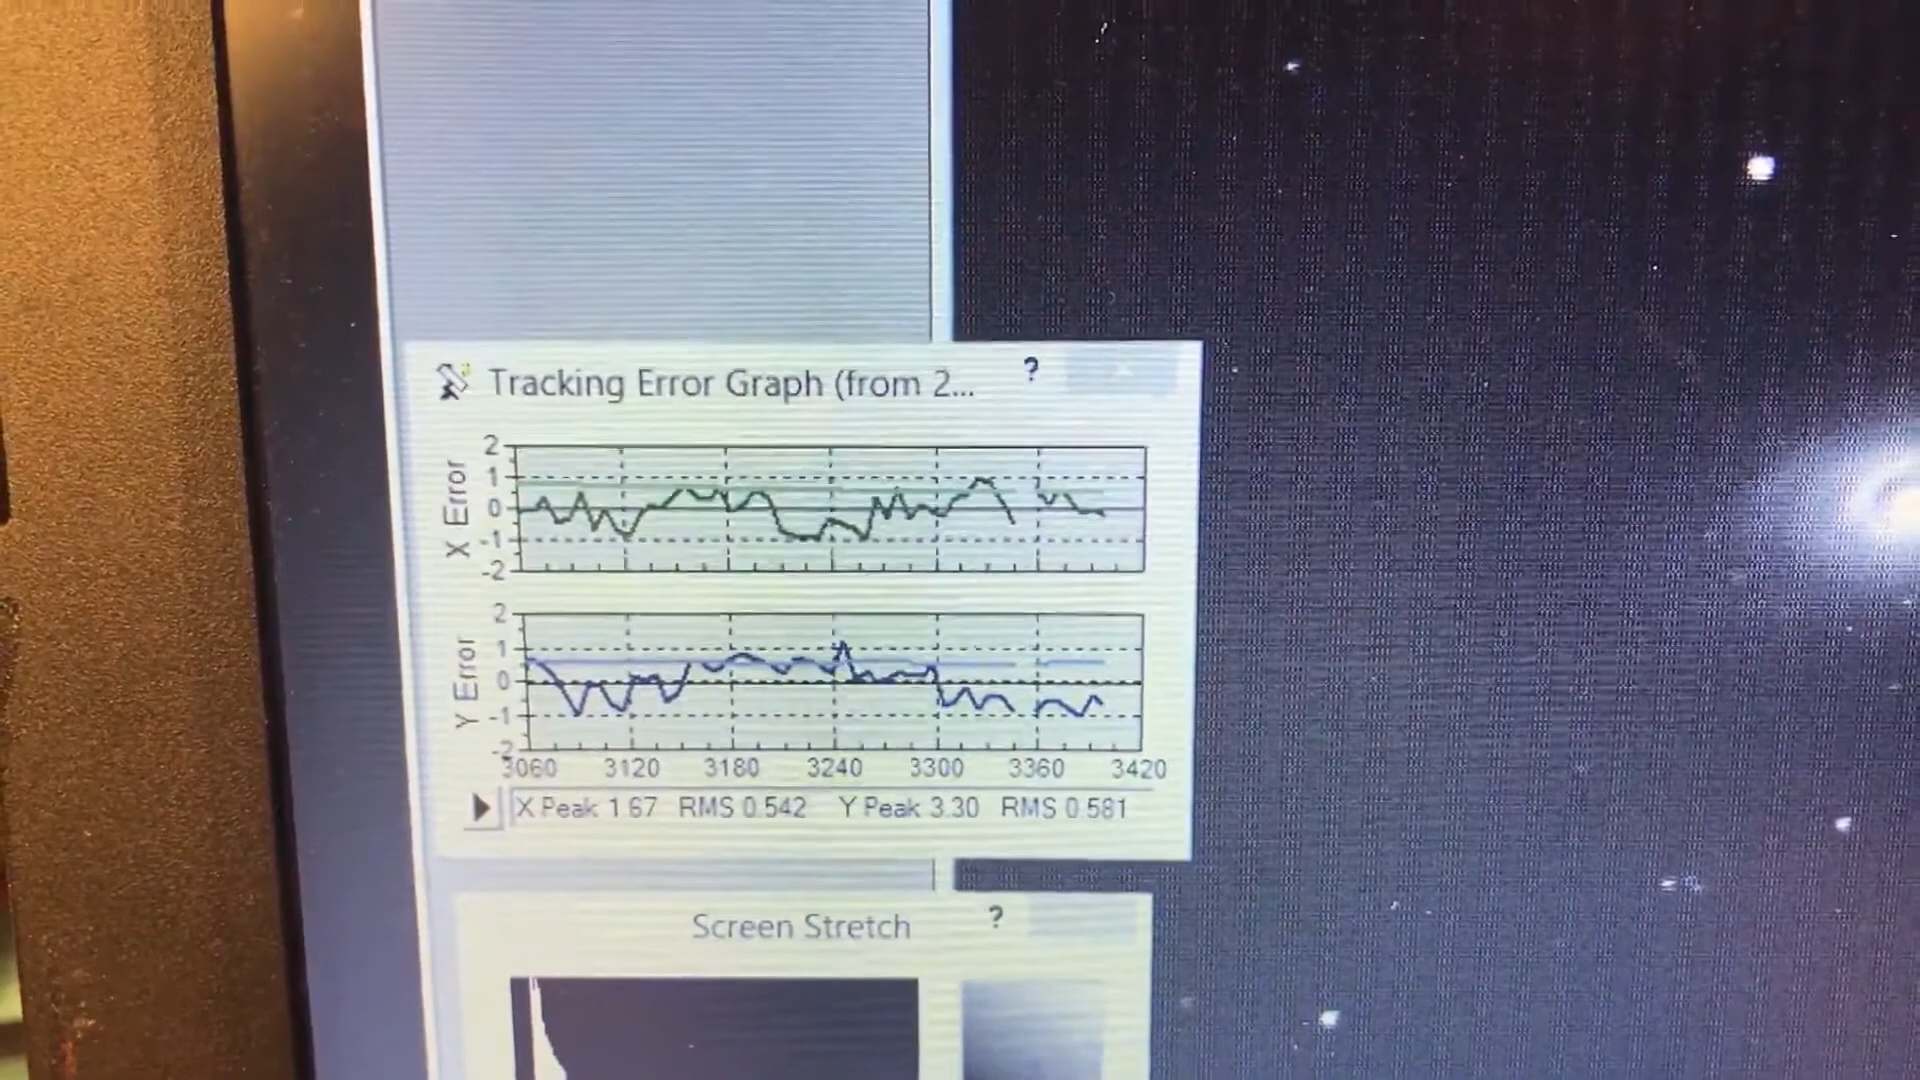 Tracking Error Graph (from 2...
?
X Error
2
1
0
-1
-2
Y Error
2
1
0
-1
-2
3060 3120 3180 3240 3300 3360 3420
X Peak 1.67 RMS 0.542 Y Peak 3.30 RMS 0.581
Screen Stretch
?